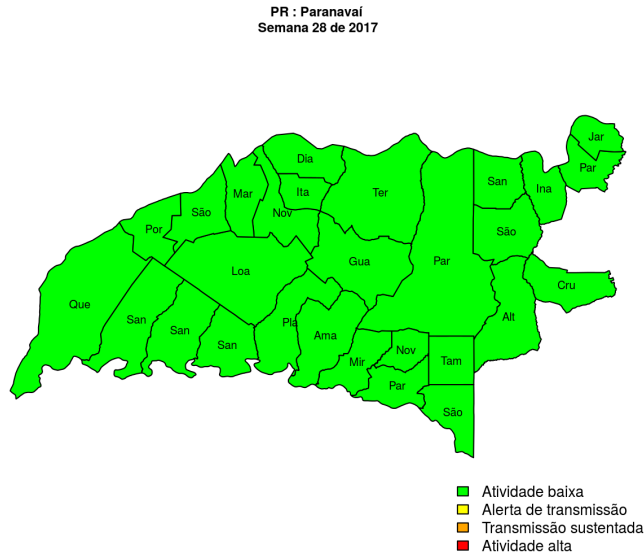 PR : Paranavaí
Semana 28 de 2017
Jar
Par
Dia
Ter
San
Ina
Ita
Mar
São
Nov
Por
São
Loa
Gua
Par
Cru
Que
San
San
San
Pla
Ama
Alt
Nov
Mir
Tam
Par
São
Atividade baixa
Alerta de transmissão
Transmissão sustentada
Atividade alta